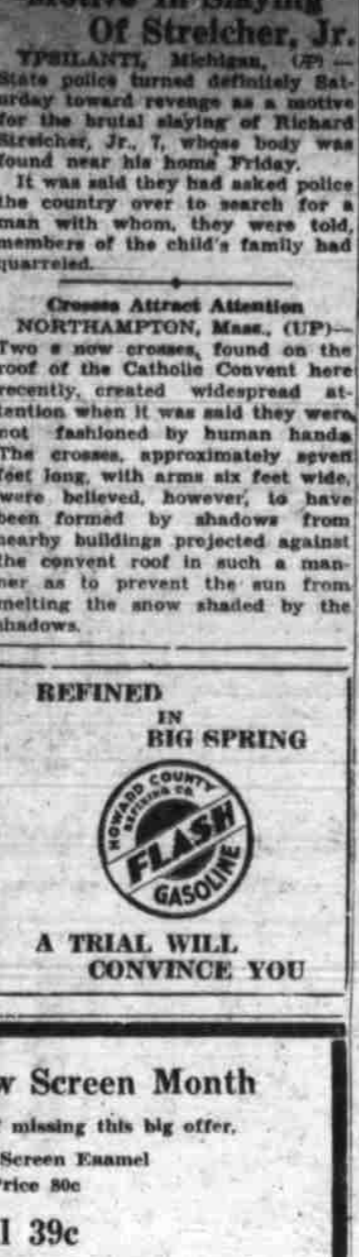 Motive In Slaying
Of Streicher, Jr.
YPSILANTI, Michigan, (AP) —
State police turned definitely Sat-
urday toward revenge as a motive
for the brutal slaying of Richard
Streicher, Jr., 7, whose body was
found near his home Friday.
It was said they had asked police
the country over to search for a
man with whom, they were told,
members of the child's family had
quarreled.
Crosses Attract Attention
NORTHAMPTON, Mass., (UP)—
Two s now crosses, found on the
roof of the Catholic Convent here
recently, created widespread at-
tention when it was said they were
not fashioned by human hands.
The crosses, approximately seven
feet long, with arms six feet wide,
were believed, however, to have
been formed by shadows from
nearby buildings projected against
the convent roof in such a man-
ner as to prevent the sun from
melting the snow shaded by the
shadows.
REFINED
IN
BIG SPRING
HOWARD COUNTY
REFINING CO.
FLASH
GASOLINE
A TRIAL WILL
CONVINCE YOU
w Screen Month
missing this big offer.
Screen Enamel
Price 80c
l 39c